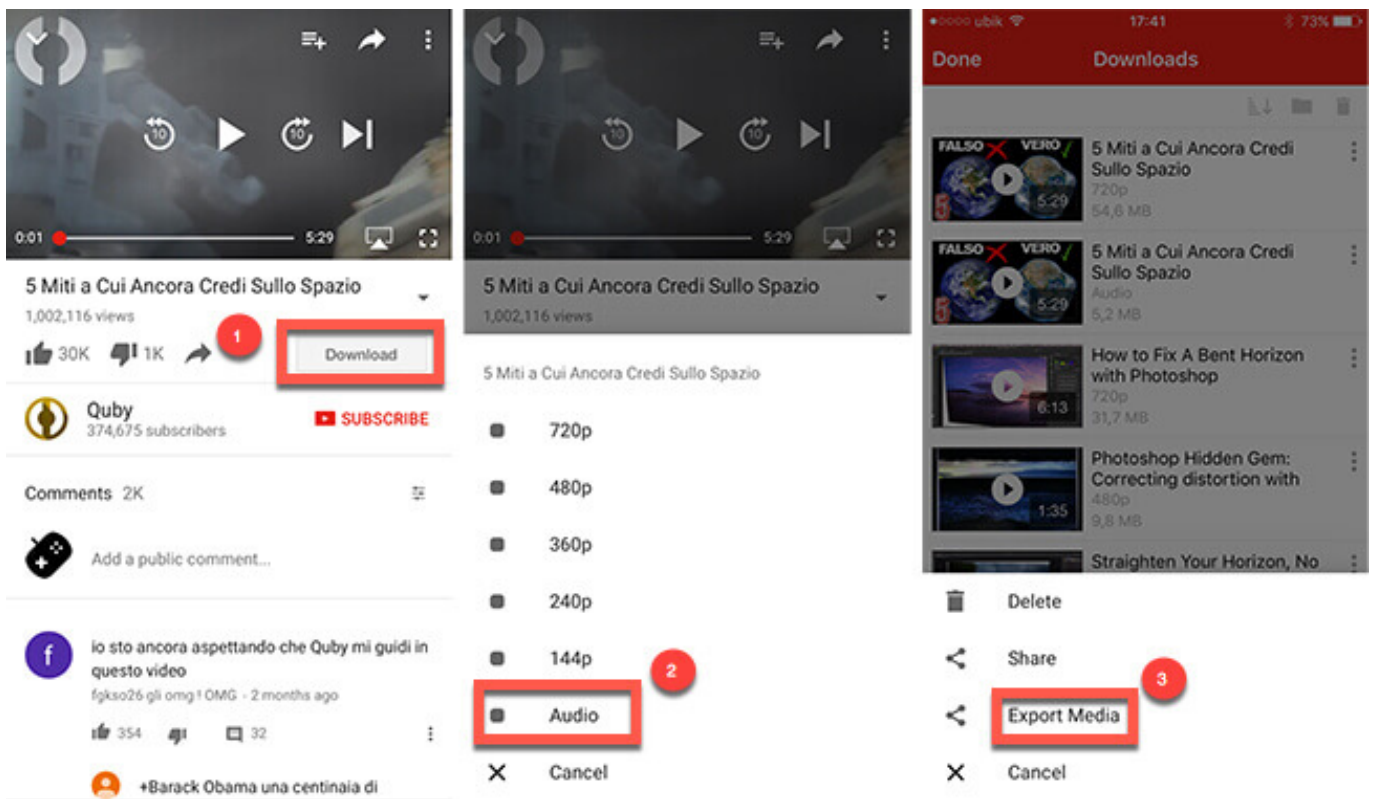 10
10
0:01
5:29
5 Miti a Cui Ancora Credi Sullo Spazio
1,002,116 views
1
30K
1K
Download
Quby
374,675 subscribers
SUBSCRIBE
Comments 2K
Add a public comment...
f
io sto ancora aspettando che Quby mi guidi in
questo video
fgkso26 gli omg ! OMG - 2 months ago
354
32
+Barack Obama una centinaia di
10
10
0:01
5:29
5 Miti a Cui Ancora Credi Sullo Spazio
1,002,116 views
5 Miti a Cui Ancora Credi Sullo Spazio
720p
480p
360p
240p
144p
2
Audio
Cancel
ubik
17:41
73%
Done
Downloads
FALSO VERO
5 Miti a Cui Ancora Credi
Sullo Spazio
720p
54,6 MB
5
5:29
FALSO VERO
5 Miti a Cui Ancora Credi
Sullo Spazio
Audio
5,2 MB
5
5:29
How to Fix A Bent Horizon
with Photoshop
720p
31,7 MB
6:13
Photoshop Hidden Gem:
Correcting distortion with
480p
9,8 MB
1:35
Straighten Your Horizon, No
Delete
Share
3
Export Media
Cancel